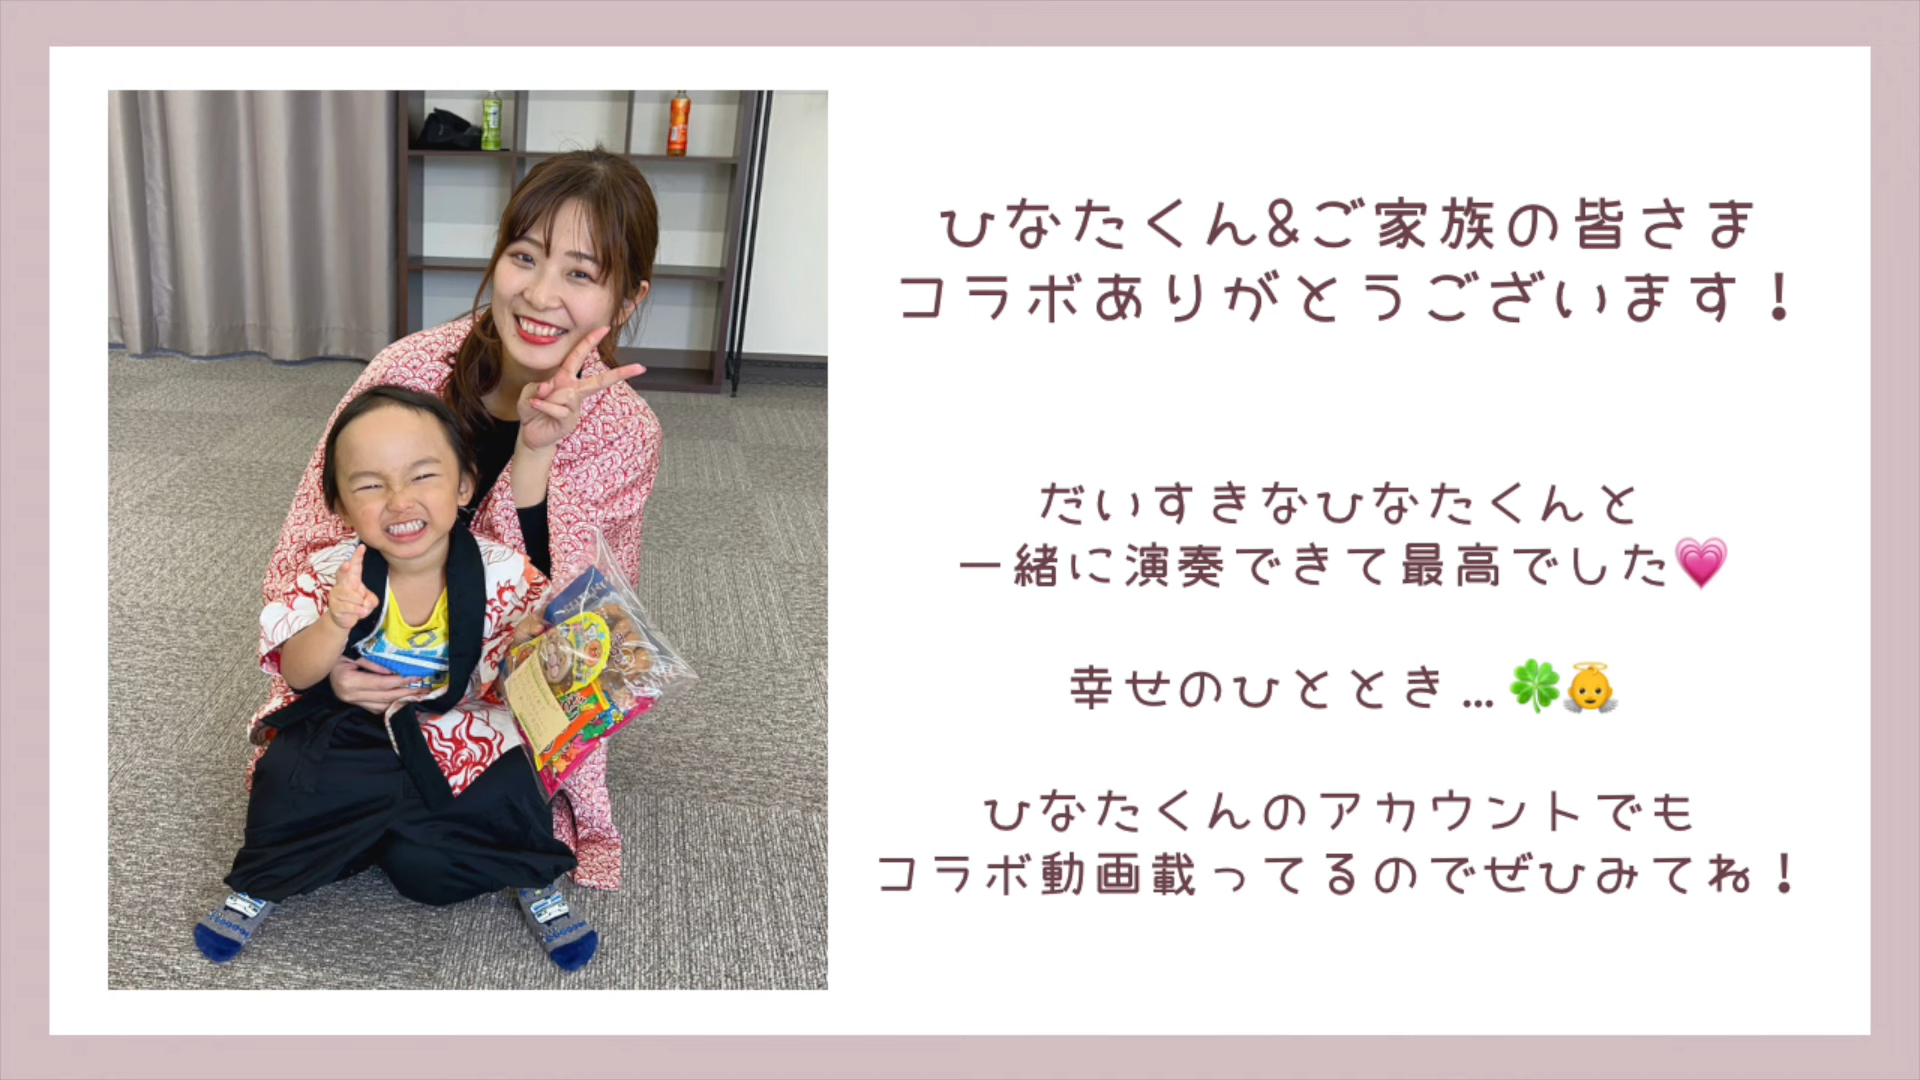 ひなたくん&ご家族の皆さま
コラボありがとうございます！
だいすきなひなたくんと
一緒に演奏できて最高でした💗
幸せのひととき…🍀👼
ひなたくんのアカウントでも
コラボ動画載ってるのでぜひみてね！